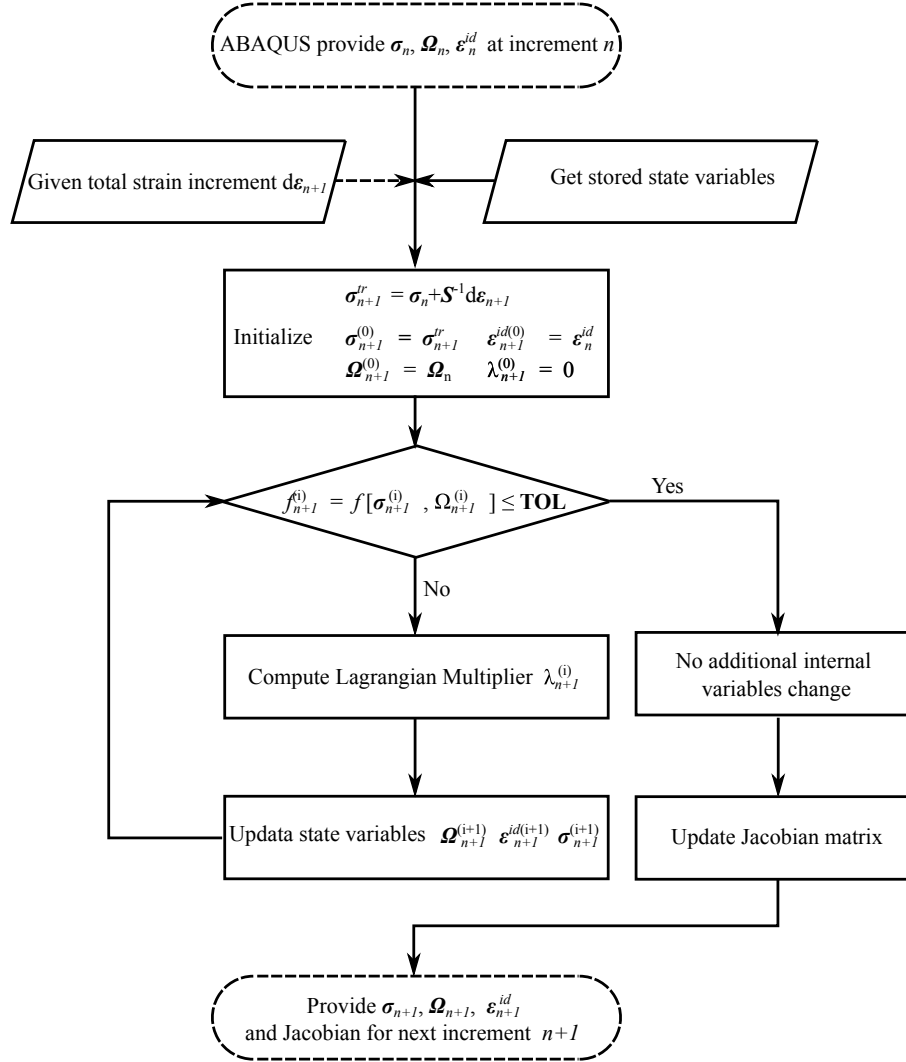 ABAQUS provide σₙ, Ωₙ, εₙⁱᵈ at increment n
Given total strain increment dεₙ₊₁
Get stored state variables
σₙ₊₁ᵗʳ = σₙ+S⁻¹dεₙ₊₁
Initialize σₙ₊₁⁽⁰⁾ = σₙ₊₁ᵗʳ εₙ₊₁ⁱᵈ⁽⁰⁾ = εₙⁱᵈ
Ωₙ₊₁⁽⁰⁾ = Ωₙ λₙ₊₁⁽⁰⁾ = 0
fₙ₊₁⁽ⁱ⁾ = f [σₙ₊₁⁽ⁱ⁾ , Ωₙ₊₁⁽ⁱ⁾ ] ≤ TOL
Yes
No
Compute Lagrangian Multiplier λₙ₊₁⁽ⁱ⁾
No additional internal
variables change
Updata state variables Ωₙ₊₁⁽ⁱ⁺¹⁾ εₙ₊₁ⁱᵈ⁽ⁱ⁺¹⁾ σₙ₊₁⁽ⁱ⁺¹⁾
Update Jacobian matrix
Provide σₙ₊₁, Ωₙ₊₁, εₙ₊₁ⁱᵈ
and Jacobian for next increment n+1